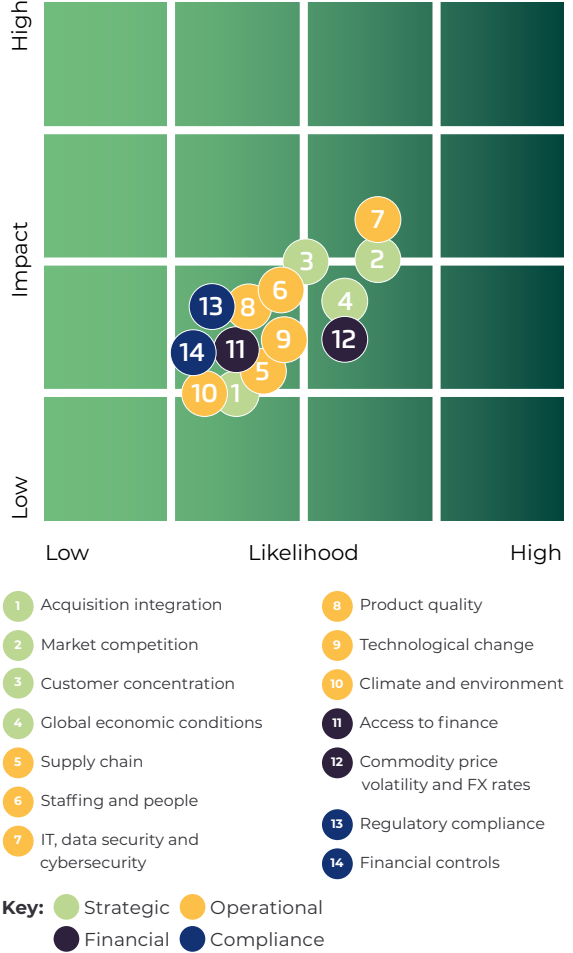 High
Impact
Low
7
3
2
6
4
13
8
9
12
11
14
5
10
1
Low Likelihood High
1 Acquisition integration
2 Market competition
3 Customer concentration
4 Global economic conditions
5 Supply chain
6 Staffing and people
7 IT, data security and
cybersecurity
8 Product quality
9 Technological change
10 Climate and environment
11 Access to finance
12 Commodity price
volatility and FX rates
13 Regulatory compliance
14 Financial controls
Key: Strategic Operational
Financial Compliance